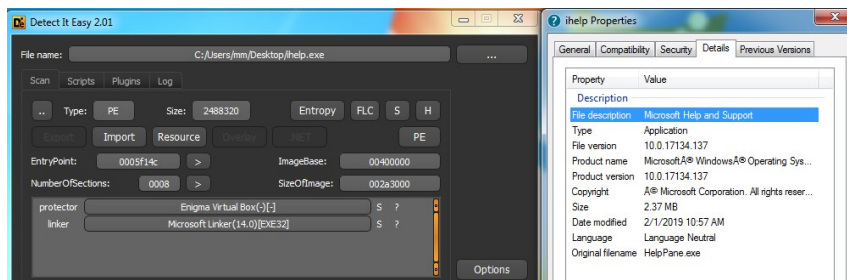 Detect It Easy 2.01
File name: C:/Users/mm/Desktop/ihelp.exe ...
Scan Scripts Plugins Log
.. Type: PE Size: 2488320 Entropy FLC S H
Export Import Resource Overlay .NET PE
EntryPoint: 0005f14c > ImageBase: 00400000
NumberOfSections: 0008 > SizeOfImage: 002a3000
protector Enigma Virtual Box(-)[-] S ?
linker Microsoft Linker(14.0)[EXE32] S ?
Options
ihelp Properties
General Compatibility Security Details Previous Versions
Property Value
Description
File description Microsoft Help and Support
Type Application
File version 10.0.17134.137
Product name MicrosoftÂ® WindowsÂ® Operating Sys...
Product version 10.0.17134.137
Copyright Â® Microsoft Corporation. All rights reser...
Size 2.37 MB
Date modified 2/1/2019 10:57 AM
Language Language Neutral
Original filename HelpPane.exe